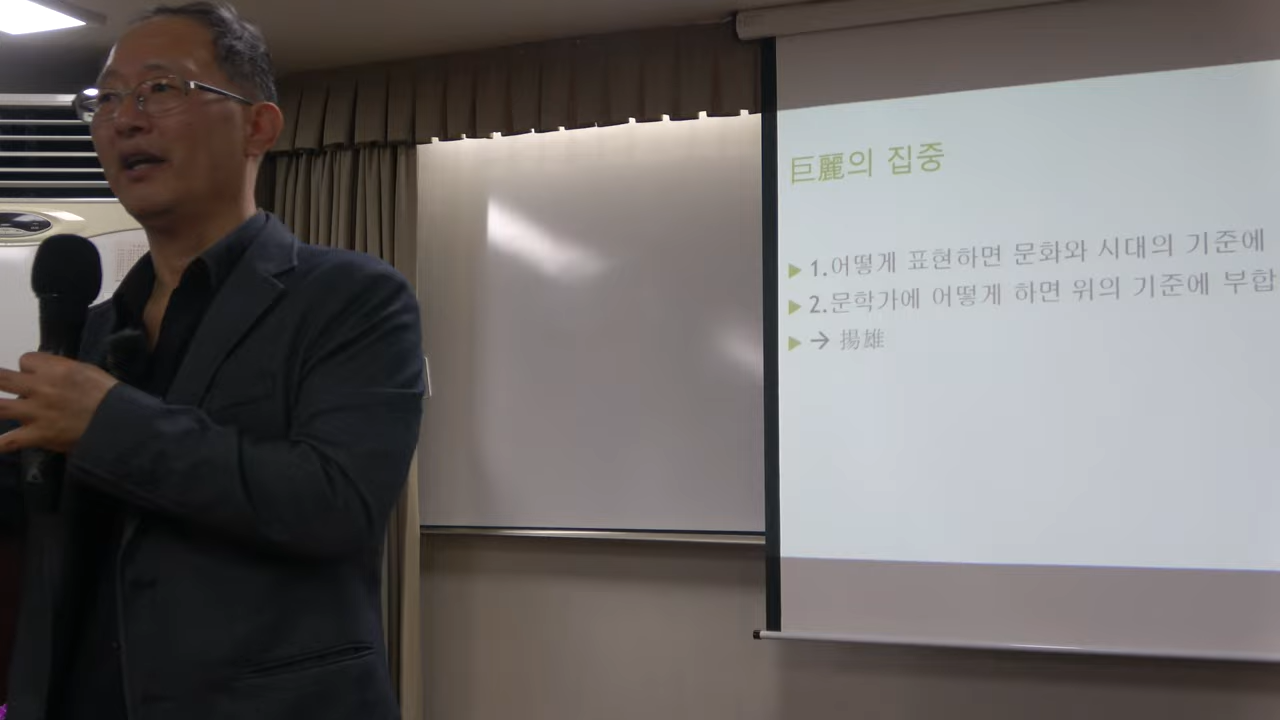 巨麗의 집중
1.어떻게 표현하면 문화와 시대의 기준에
2.문학가에 어떻게 하면 위의 기준에 부합
→ 揚雄